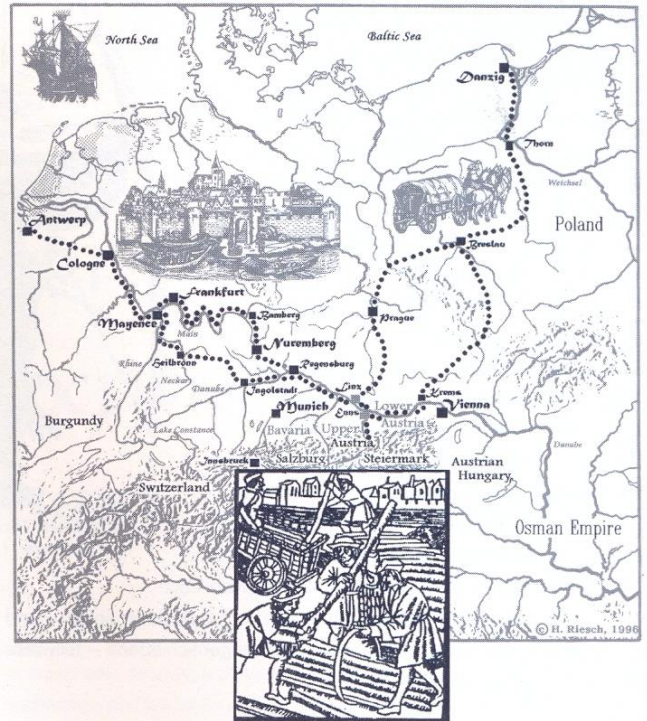 North Sea
Baltic Sea
Danzig
Thorn
Weichsel
Poland
Antwerp
Cologne
Breslau
Frankfurt
Mayence
Main
Bamberg
Prague
Nuremberg
Rhine
Heilbronn
Regensburg
Neckar
Danube
Ingolstadt
Linz
Krems
Munich
Enns
Lower
Austria
Vienna
Burgundy
Lake Constance
Bavaria
Upper
Austria
Danube
Innsbruck
Salzburg
Steiermark
Austrian
Hungary
Switzerland
Osman Empire
© H. Riesch, 1996